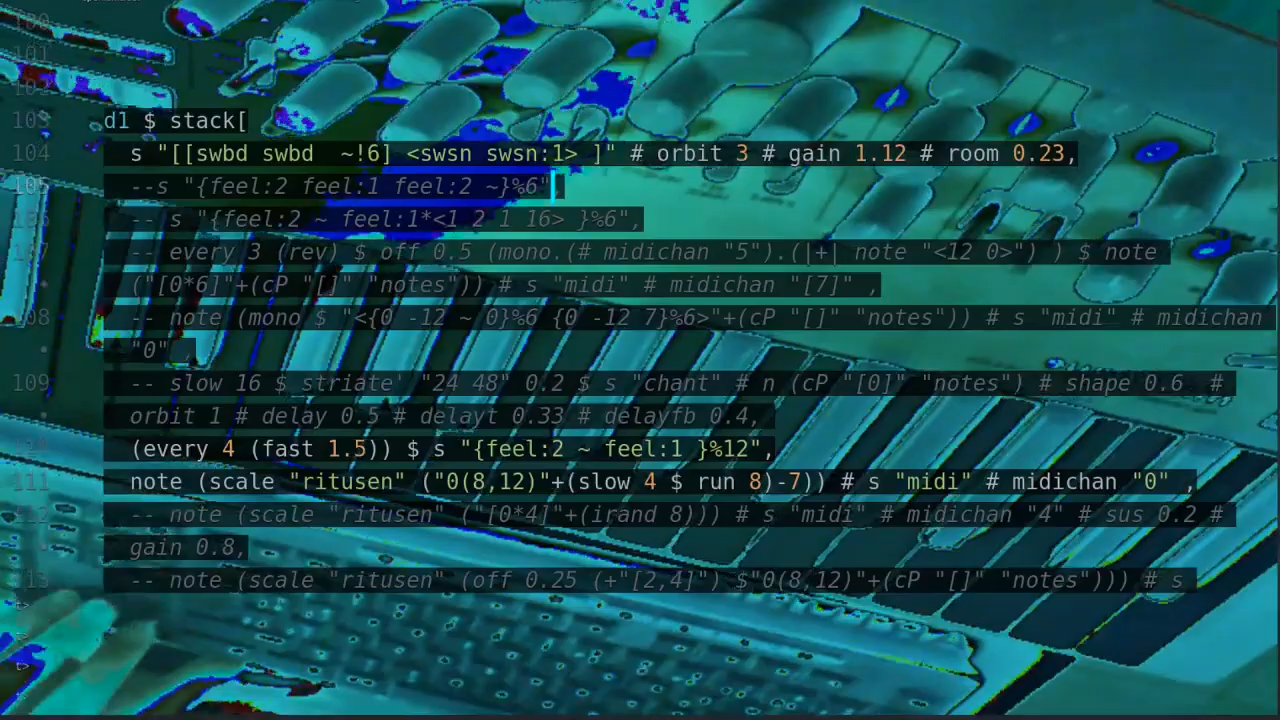 100
101
102
103 d1 $ stack[
104 s "[[swbd swbd  ~!6] <swsn swsn:1> ]" # orbit 3 # gain 1.12 # room 0.23,
105 --s "{feel:2 feel:1 feel:2 ~}%6"
106 -- s "{feel:2 ~ feel:1*<1 2 1 16> }%6",
107 -- every 3 (rev) $ off 0.5 (mono.(# midichan "5").(|+| note "<12 0>") ) $ note
• ("[0*6]"+(cP "[]" "notes")) # s "midi" # midichan "[7]" ,
108 -- note (mono $ "<{0 -12 ~ 0}%6 {0 -12 7}%6>"+(cP "[]" "notes")) # s "midi" # midichan
• "0" ,
109 -- slow 16 $ striate' "24 48" 0.2 $ s "chant" # n (cP "[0]" "notes") # shape 0.6  #
• orbit 1 # delay 0.5 # delayt 0.33 # delayfb 0.4,
(every 4 (fast 1.5)) $ s "{feel:2 ~ feel:1 }%12",
111 note (scale "ritusen" ("0(8,12)"+(slow 4 $ run 8)-7)) # s "midi" # midichan "0" ,
112 -- note (scale "ritusen" ("[0*4]"+(irand 8))) # s "midi" # midichan "4" # sus 0.2 #
• gain 0.8,
113 -- note (scale "ritusen" (off 0.25 (+"[2,4]") $"0(8,12)"+(cP "[]" "notes"))) # s